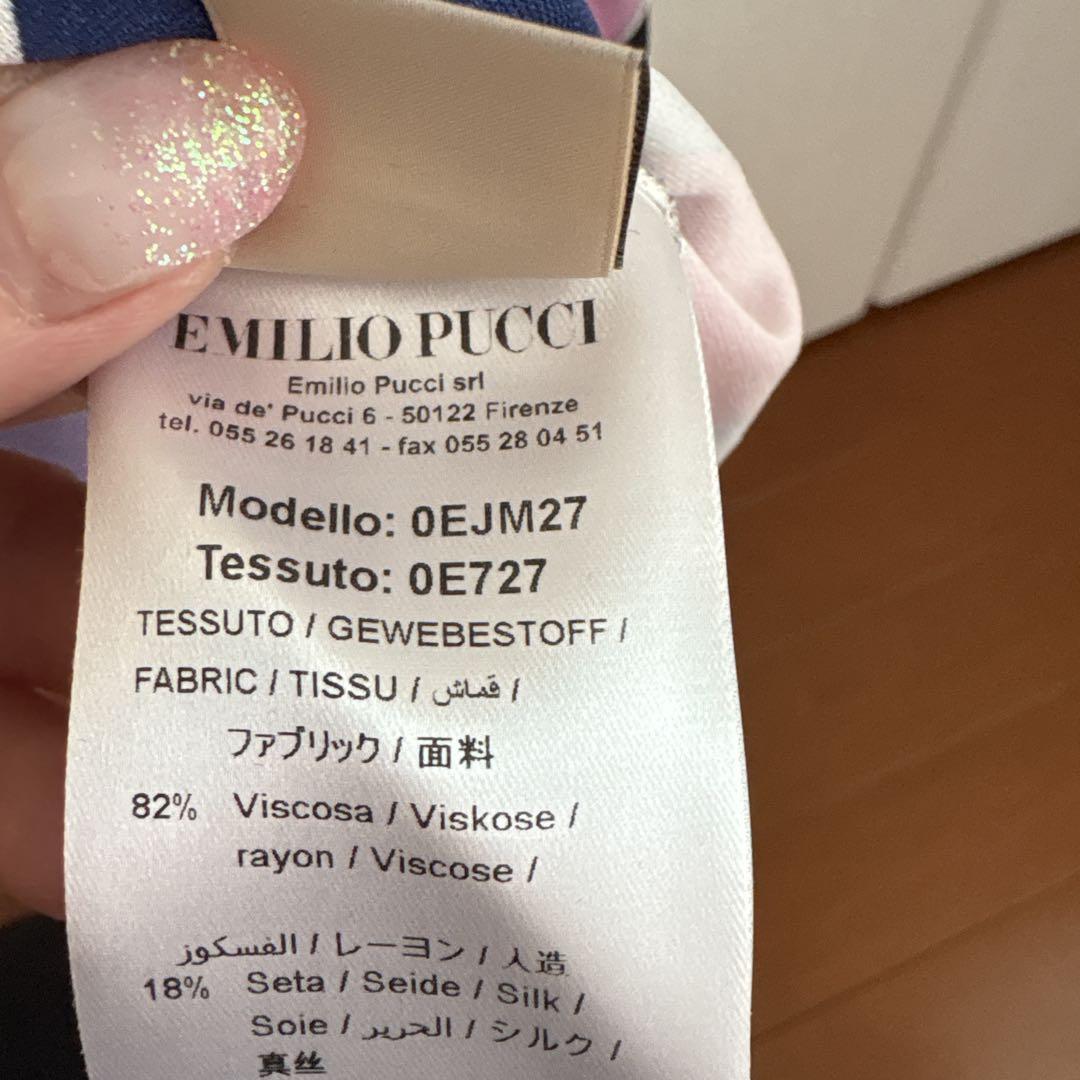 EMILIO PUCCI
Emilio Pucci srl
via de' Pucci 6 - 50122 Firenze
tel. 055 26 18 41 - fax 055 28 04 51
Modello: 0EJM27
Tessuto: 0E727
TESSUTO / GEWEBESTOFF /
FABRIC / TISSU / قماش /
ファブリック / 面料
82% Viscosa / Viskose /
rayon / Viscose /
الفسكوز / レーヨン / 人造
18% Seta / Seide / Silk /
Soie / الحرير / シルク /
真丝